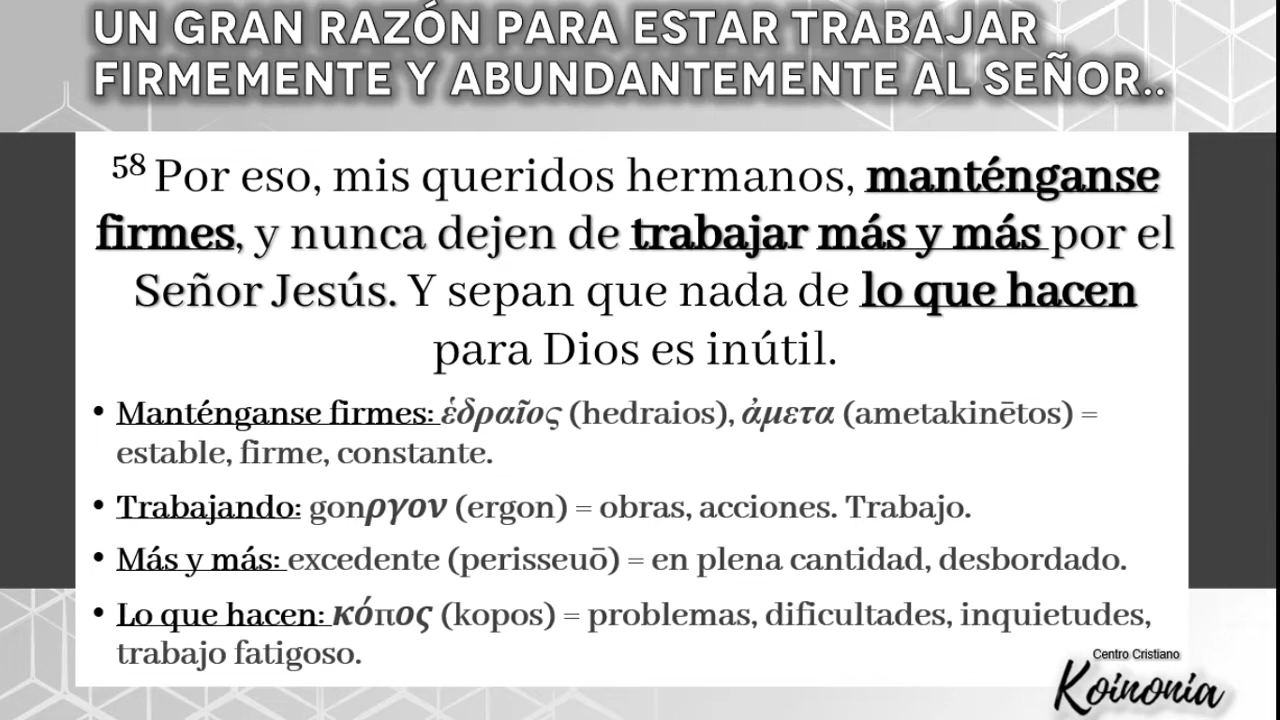 UN GRAN RAZÓN PARA ESTAR TRABAJAR
FIRMEMENTE Y ABUNDANTEMENTE AL SEÑOR..
58 Por eso, mis queridos hermanos, manténganse
firmes, y nunca dejen de trabajar más y más por el
Señor Jesús. Y sepan que nada de lo que hacen
para Dios es inútil.
• Manténganse firmes: ἑδραῖος (hedraios), ἀμετα (ametakinētos) =
estable, firme, constante.
• Trabajando: gonργον (ergon) = obras, acciones. Trabajo.
• Más y más: excedente (perisseuō) = en plena cantidad, desbordado.
• Lo que hacen: κόπος (kopos) = problemas, dificultades, inquietudes,
trabajo fatigoso.
Centro Cristiano
Koinonia